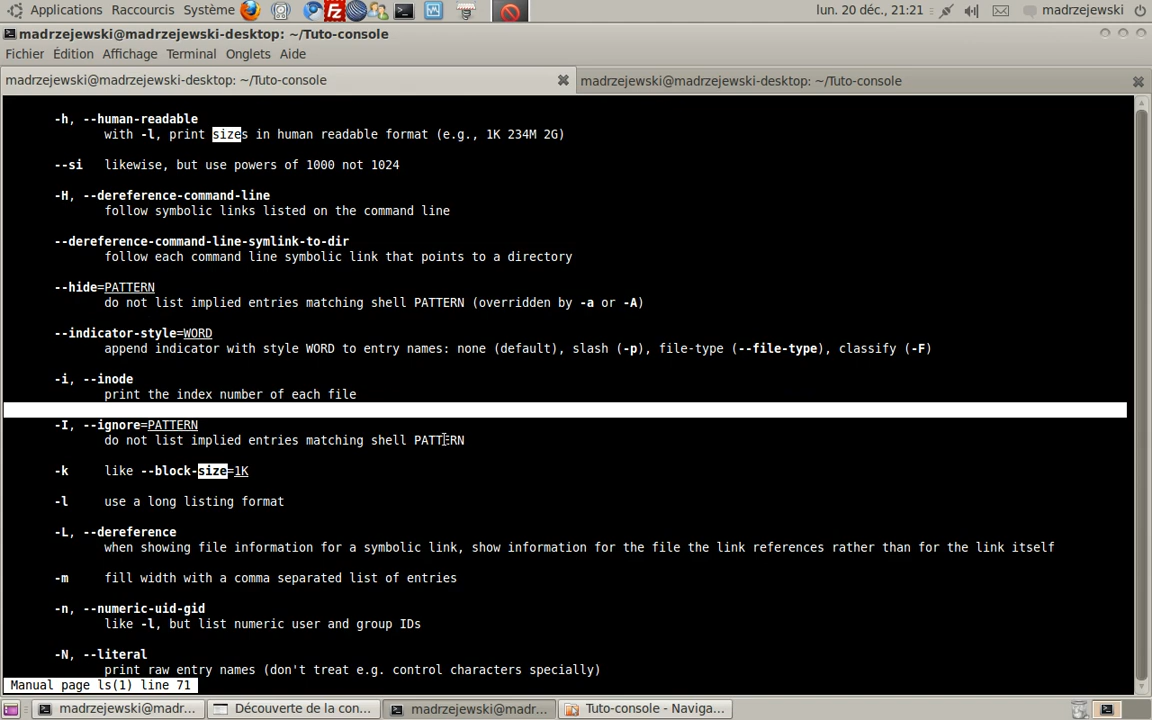 Applications Raccourcis Système lun. 20 déc., 21:21 madrzejewski
madrzejewski@madrzejewski-desktop: ~/Tuto-console
Fichier Édition Affichage Terminal Onglets Aide
madrzejewski@madrzejewski-desktop: ~/Tuto-console madrzejewski@madrzejewski-desktop: ~/Tuto-console
-h, --human-readable
with -l, print sizes in human readable format (e.g., 1K 234M 2G)
--si likewise, but use powers of 1000 not 1024
-H, --dereference-command-line
follow symbolic links listed on the command line
--dereference-command-line-symlink-to-dir
follow each command line symbolic link that points to a directory
--hide=PATTERN
do not list implied entries matching shell PATTERN (overridden by -a or -A)
--indicator-style=WORD
append indicator with style WORD to entry names: none (default), slash (-p), file-type (--file-type), classify (-F)
-i, --inode
print the index number of each file
-I, --ignore=PATTERN
do not list implied entries matching shell PATTERN
-k like --block-size=1K
-l use a long listing format
-L, --dereference
when showing file information for a symbolic link, show information for the file the link references rather than for the link itself
-m fill width with a comma separated list of entries
-n, --numeric-uid-gid
like -l, but list numeric user and group IDs
-N, --literal
print raw entry names (don't treat e.g. control characters specially)
Manual page ls(1) line 71
madrzejewski@madr... Découverte de la con... madrzejewski@madr... Tuto-console - Naviga...